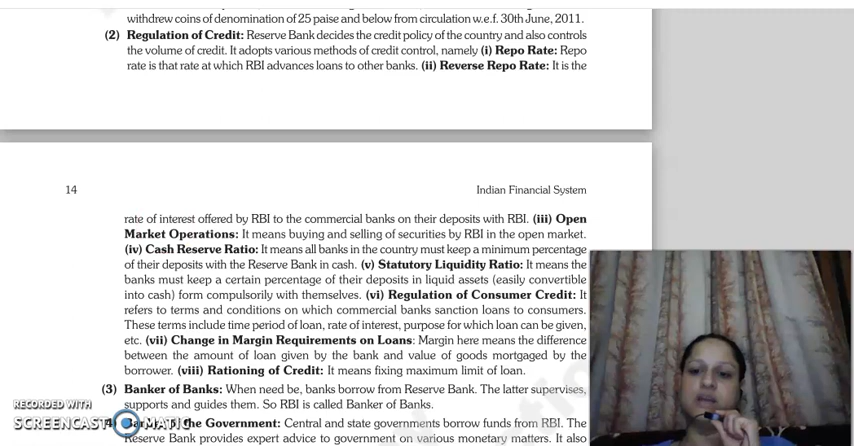 withdrew coins of denomination of 25 paise and below from circulation w.e.f. 30th June, 2011.
(2) Regulation of Credit: Reserve Bank decides the credit policy of the country and also controls
the volume of credit. It adopts various methods of credit control, namely (i) Repo Rate: Repo
rate is that rate at which RBI advances loans to other banks. (ii) Reverse Repo Rate: It is the
14 Indian Financial System
rate of interest offered by RBI to the commercial banks on their deposits with RBI. (iii) Open
Market Operations: It means buying and selling of securities by RBI in the open market.
(iv) Cash Reserve Ratio: It means all banks in the country must keep a minimum percentage
of their deposits with the Reserve Bank in cash. (v) Statutory Liquidity Ratio: It means the
banks must keep a certain percentage of their deposits in liquid assets (easily convertible
into cash) form compulsorily with themselves. (vi) Regulation of Consumer Credit: It
refers to terms and conditions on which commercial banks sanction loans to consumers.
These terms include time period of loan, rate of interest, purpose for which loan can be given,
etc. (vii) Change in Margin Requirements on Loans: Margin here means the difference
between the amount of loan given by the bank and value of goods mortgaged by the
borrower. (viii) Rationing of Credit: It means fixing maximum limit of loan.
(3) Banker of Banks: When need be, banks borrow from Reserve Bank. The latter supervises,
supports and guides them. So RBI is called Banker of Banks.
the Government: Central and state governments borrow funds from RBI. The
Reserve Bank provides expert advice to government on various monetary matters. It also
RECORDED WITH
SCREENCAST MATIC